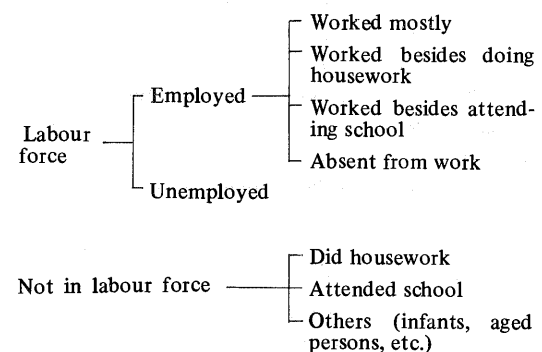 Worked mostly
Worked besides doing
housework
Employed
Worked besides attend-
ing school
Labour
force
Absent from work
Unemployed
Did housework
Not in labour force
Attended school
Others (infants, aged
persons, etc.)